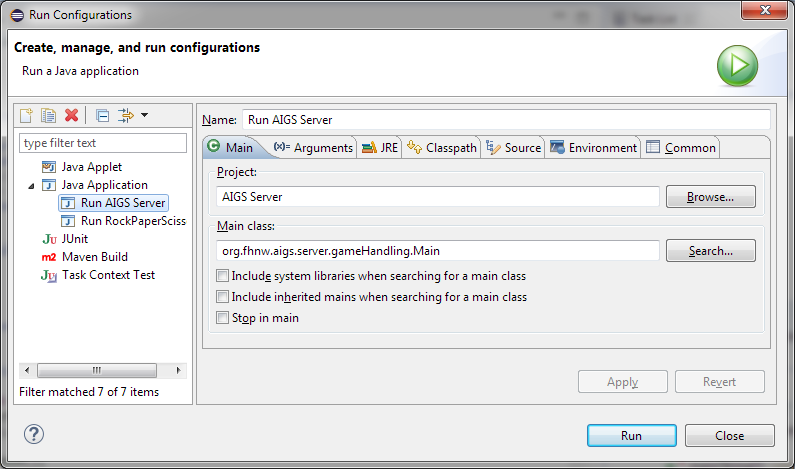 Run Configurations
Create, manage, and run configurations
Run a Java application
type filter text
Java Applet
Java Application
Run AIGS Server
Run RockPaperSciss
JUnit
Maven Build
Task Context Test
Filter matched 7 of 7 items
Name: Run AIGS Server
Main Arguments JRE Classpath Source Environment Common
Project:
AIGS Server Browse...
Main class:
org.fhnw.aigs.server.gameHandling.Main Search...
Include system libraries when searching for a main class
Include inherited mains when searching for a main class
Stop in main
Apply Revert
Run Close